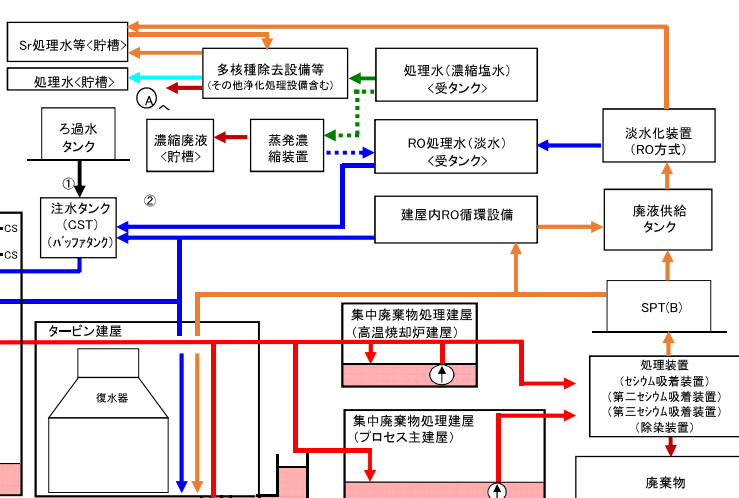 Sr処理水等<貯槽>
処理水<貯槽>
Aへ
多核種除去設備等
(その他浄化処理設備含む)
処理水(濃縮塩水)
<受タンク>
ろ過水
タンク
濃縮廃液
<貯槽>
蒸発濃
縮装置
RO処理水(淡水)
<受タンク>
淡水化装置
(RO方式)
①
②
注水タンク
(CST)
(バッファタンク)
建屋内RO循環設備
廃液供給
タンク
CS
CS
SPT(B)
タービン建屋
復水器
集中廃棄物処理建屋
(高温焼却炉建屋)
処理装置
(セシウム吸着装置)
(第二セシウム吸着装置)
(第三セシウム吸着装置)
(除染装置)
集中廃棄物処理建屋
(プロセス主建屋)
廃棄物